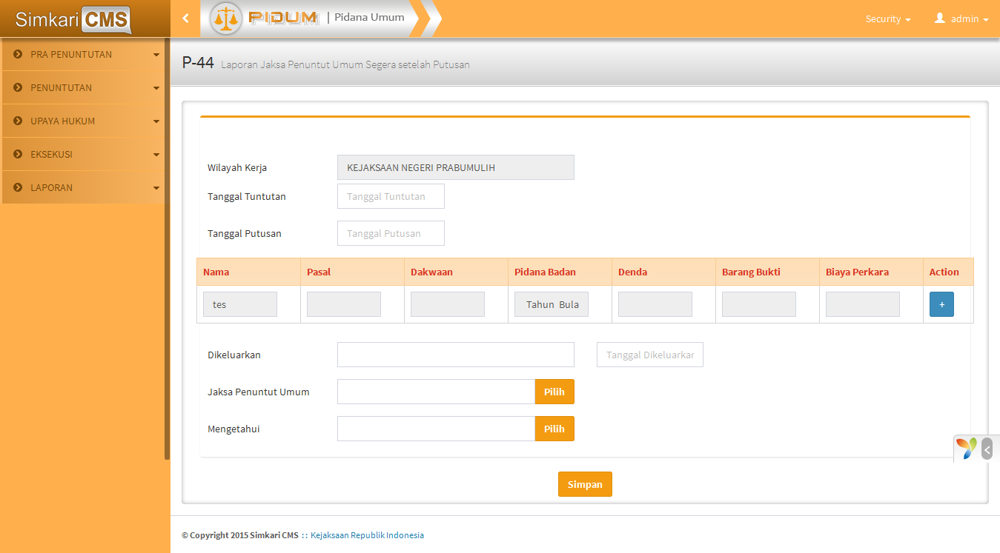 Simkari CMS
PIDUM | Pidana Umum
Security
admin
PRA PENUNTUTAN
PENUNTUTAN
UPAYA HUKUM
EKSEKUSI
LAPORAN
P-44 Laporan Jaksa Penuntut Umum Segera setelah Putusan
Wilayah Kerja KEJAKSAAN NEGERI PRABUMULIH
Tanggal Tuntutan Tanggal Tuntutan
Tanggal Putusan Tanggal Putusan
Nama Pasal Dakwaan Pidana Badan Denda Barang Bukti Biaya Perkara Action
tes Tahun Bula +
Dikeluarkan Tanggal Dikeluarkan
Jaksa Penuntut Umum Pilih
Mengetahui Pilih
Simpan
© Copyright 2015 Simkari CMS :: Kejaksaan Republik Indonesia